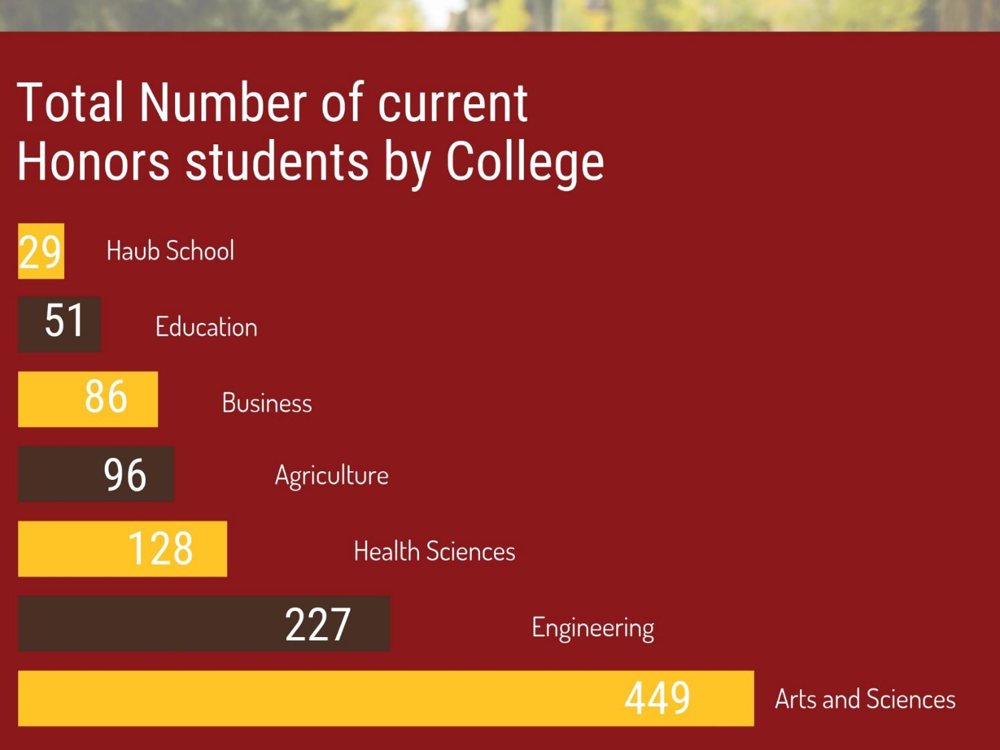 Total Number of current
Honors students by College
29 Haub School
51 Education
86 Business
96 Agriculture
128 Health Sciences
227 Engineering
449 Arts and Sciences